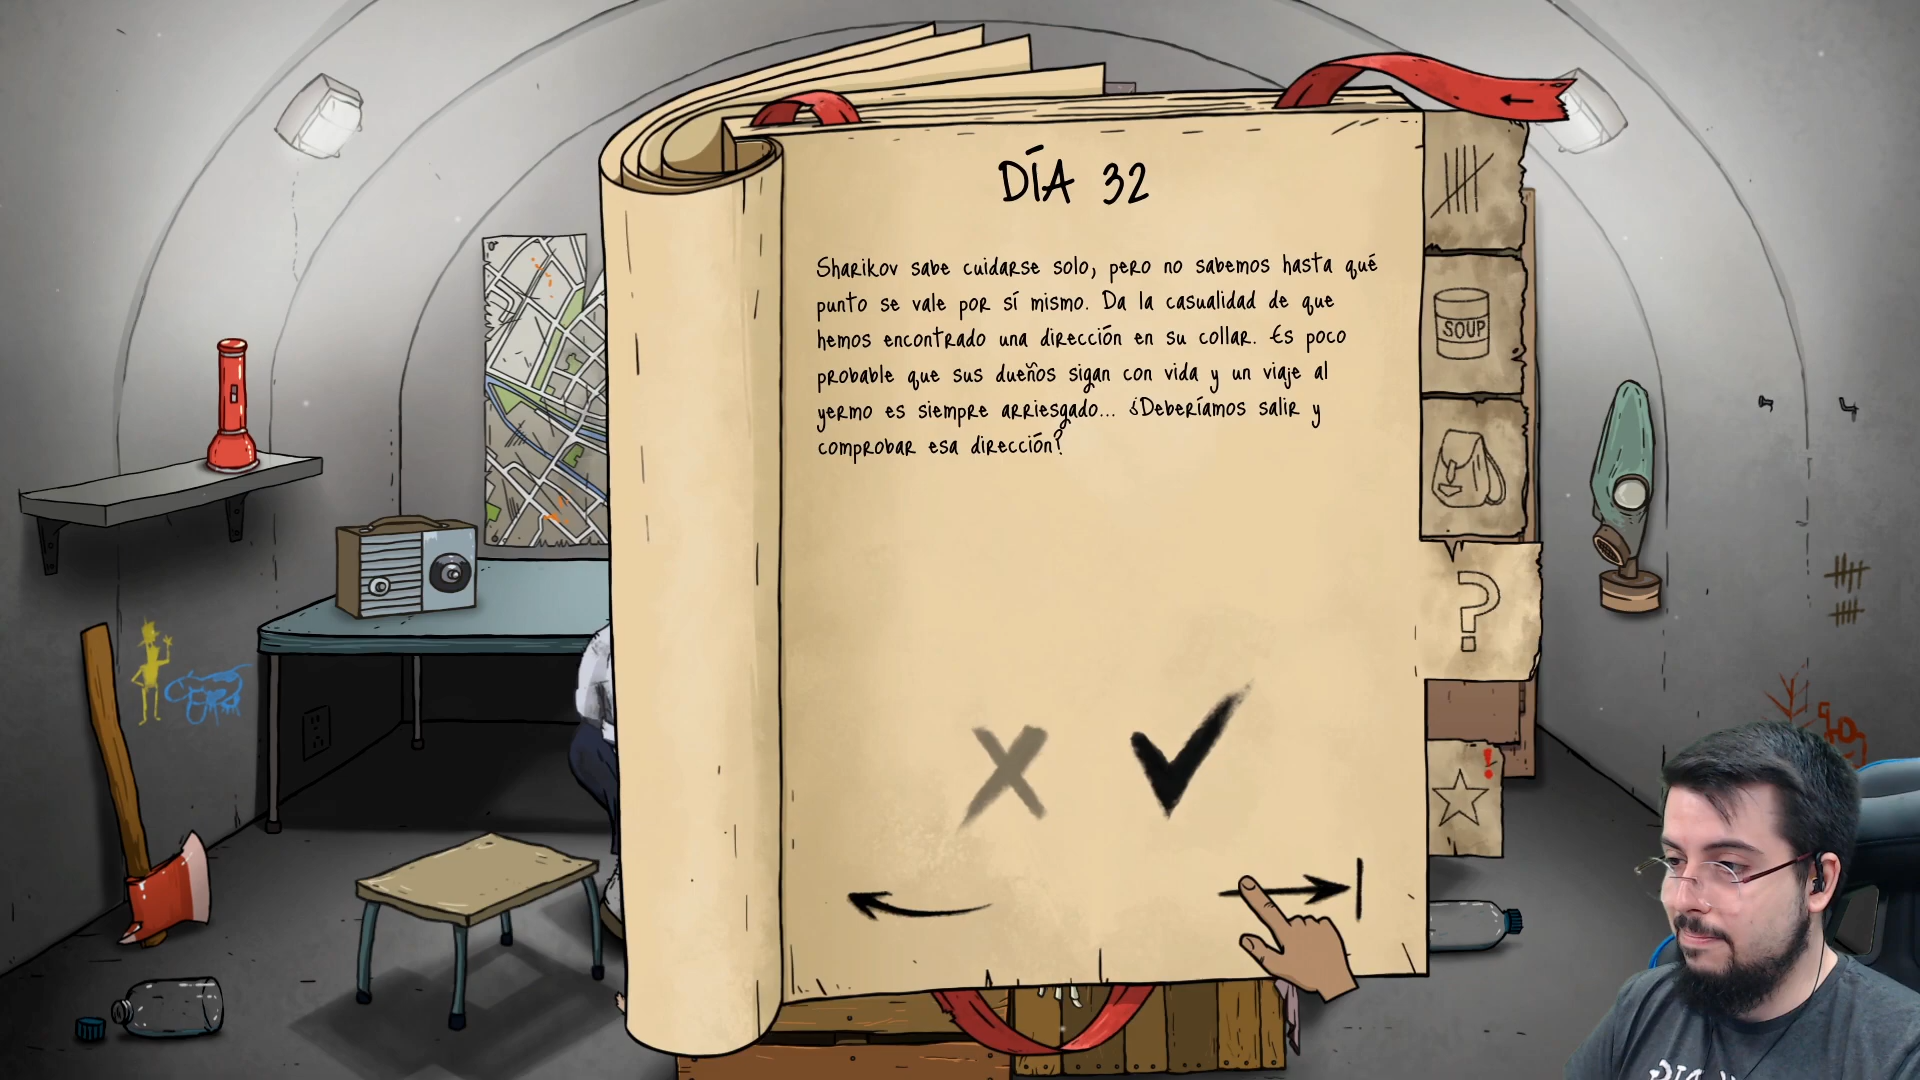 DÍA 32
Sharikov sabe cuidarse solo, pero no sabemos hasta qué
punto se vale por sí mismo. Da la casualidad de que
hemos encontrado una dirección en su collar. Es poco
probable que sus dueños sigan con vida y un viaje al
yermo es siempre arriesgado... ¿Deberíamos salir y
comprobar esa dirección?
SOUP
?
!